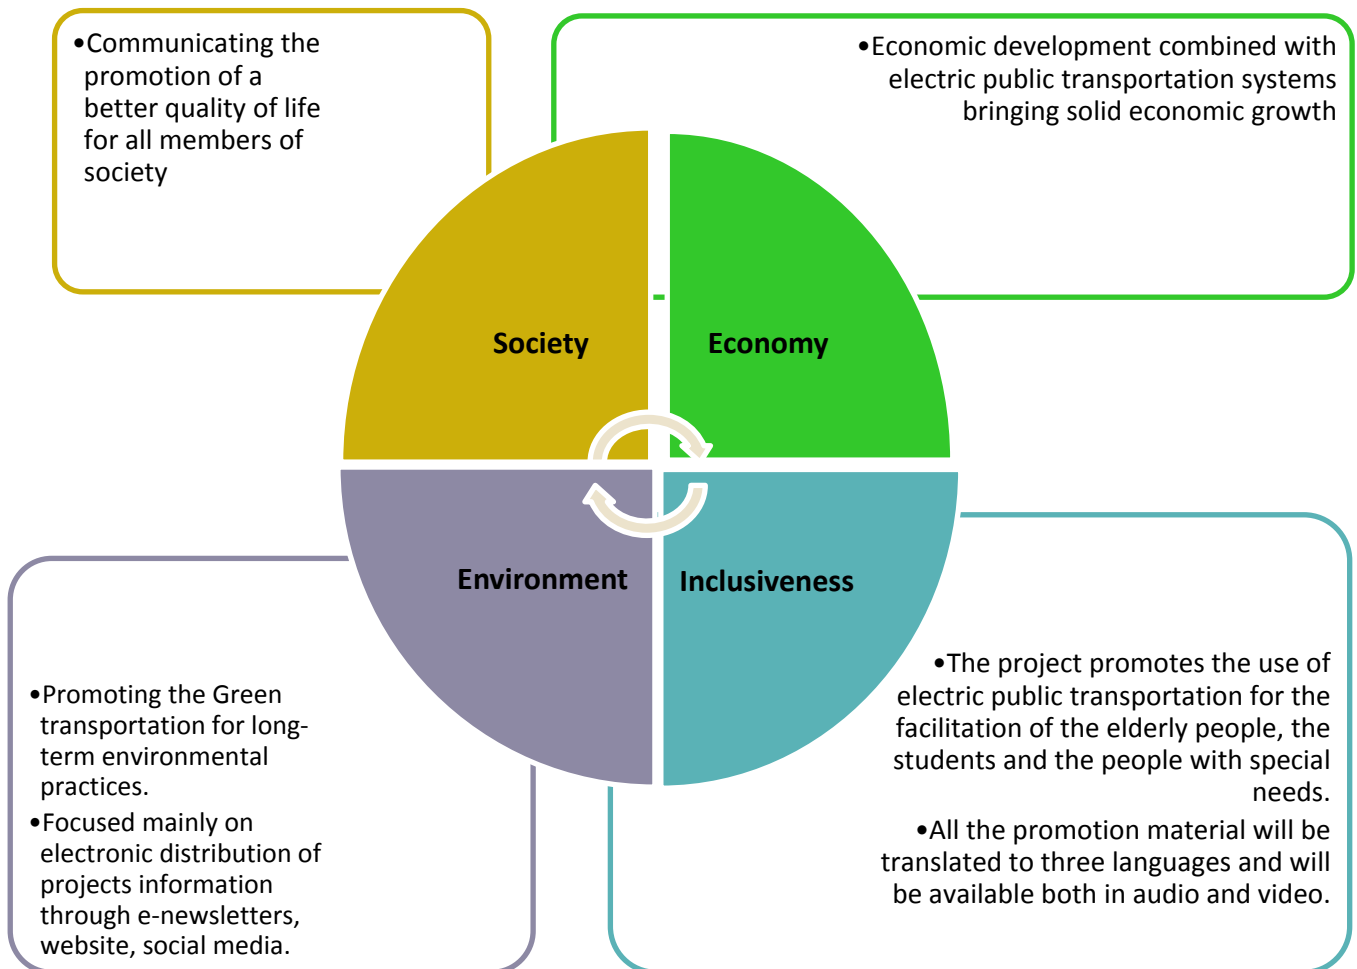 •Communicating the
promotion of a
better quality of life
for all members of
society
•Economic development combined with
electric public transportation systems
bringing solid economic growth
Society
Economy
Environment
Inclusiveness
•Promoting the Green
transportation for long-
term environmental
practices.
•Focused mainly on
electronic distribution of
projects information
through e-newsletters,
website, social media.
•The project promotes the use of
electric public transportation for the
facilitation of the elderly people, the
students and the people with special
needs.
•All the promotion material will be
translated to three languages and will
be available both in audio and video.